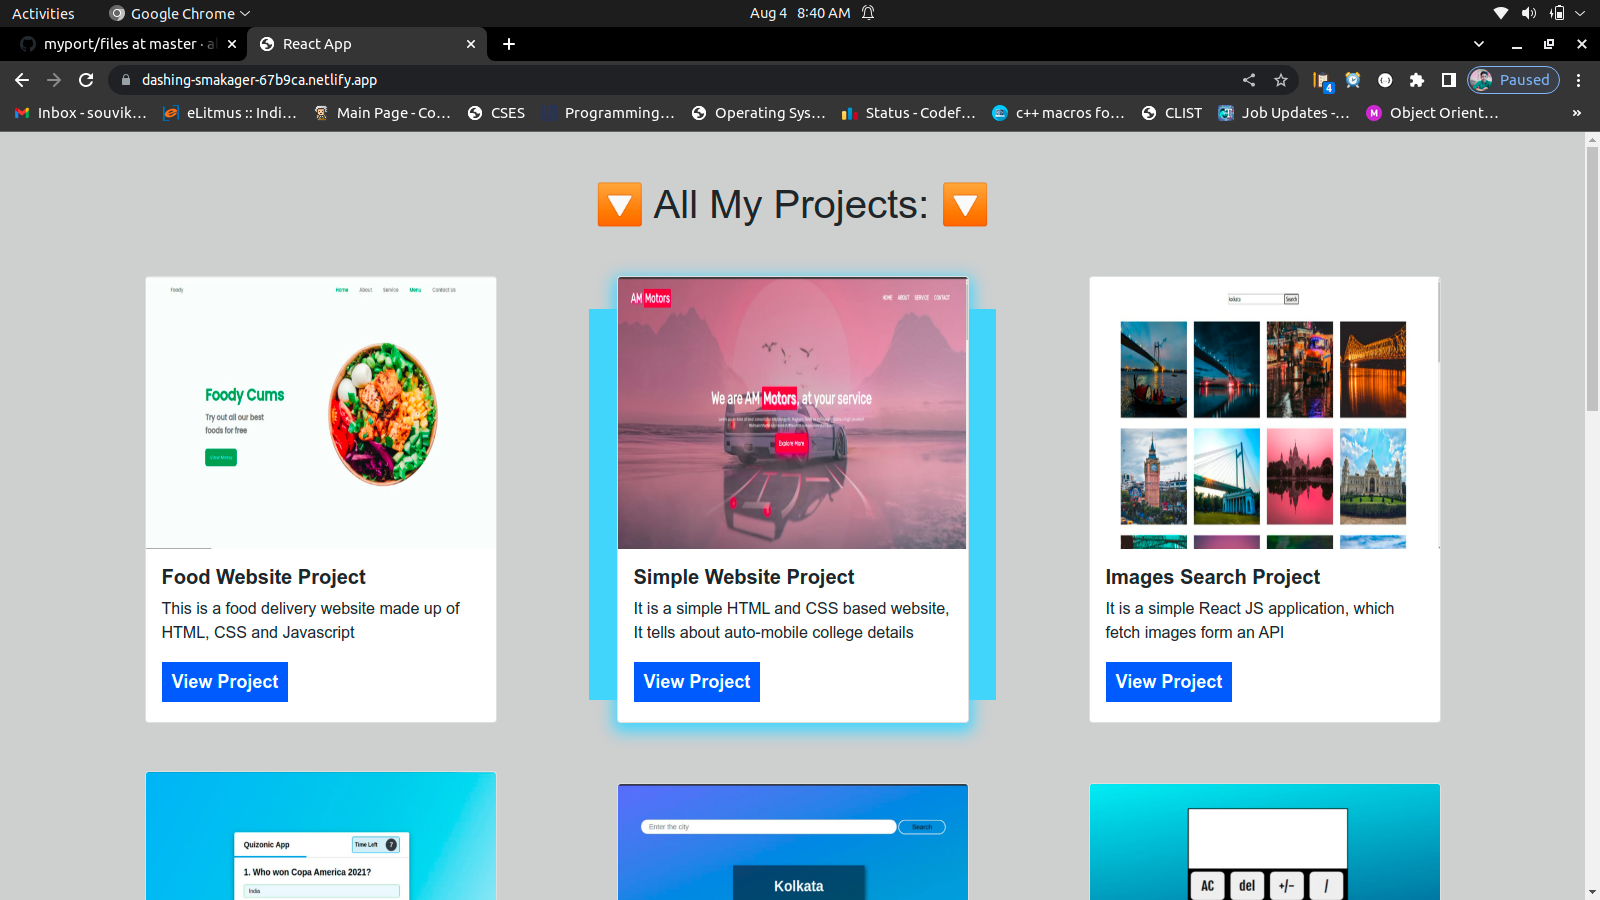 Activities
Google Chrome
Aug 4 8:40 AM
myport/files at master · a
React App
dashing-smakager-67b9ca.netlify.app
4
Paused
Inbox - souvik...
eLitmus :: Indi...
Main Page - Co...
CSES
Programming...
Operating Sys...
Status - Codef...
c++ macros fo...
CLIST
M
Job Updates -...
Object Orient...
»
All My Projects:
Foody
Home About Service Menu Contact Us
Foody Cums
Try out all our best
foods for free
View Menu
Food Website Project
This is a food delivery website made up of
HTML, CSS and Javascript
View Project
AM Motors
HOME ABOUT SERVICE CONTACT
We are AM Motors, at your service
Explore More
Simple Website Project
It is a simple HTML and CSS based website,
It tells about auto-mobile college details
View Project
kolkata
Search
Images Search Project
It is a simple React JS application, which
fetch images form an API
View Project
Quizonic App
Time Left 7
1. Who won Copa America 2021?
India
Enter the city
Search
Kolkata
AC del +/- /